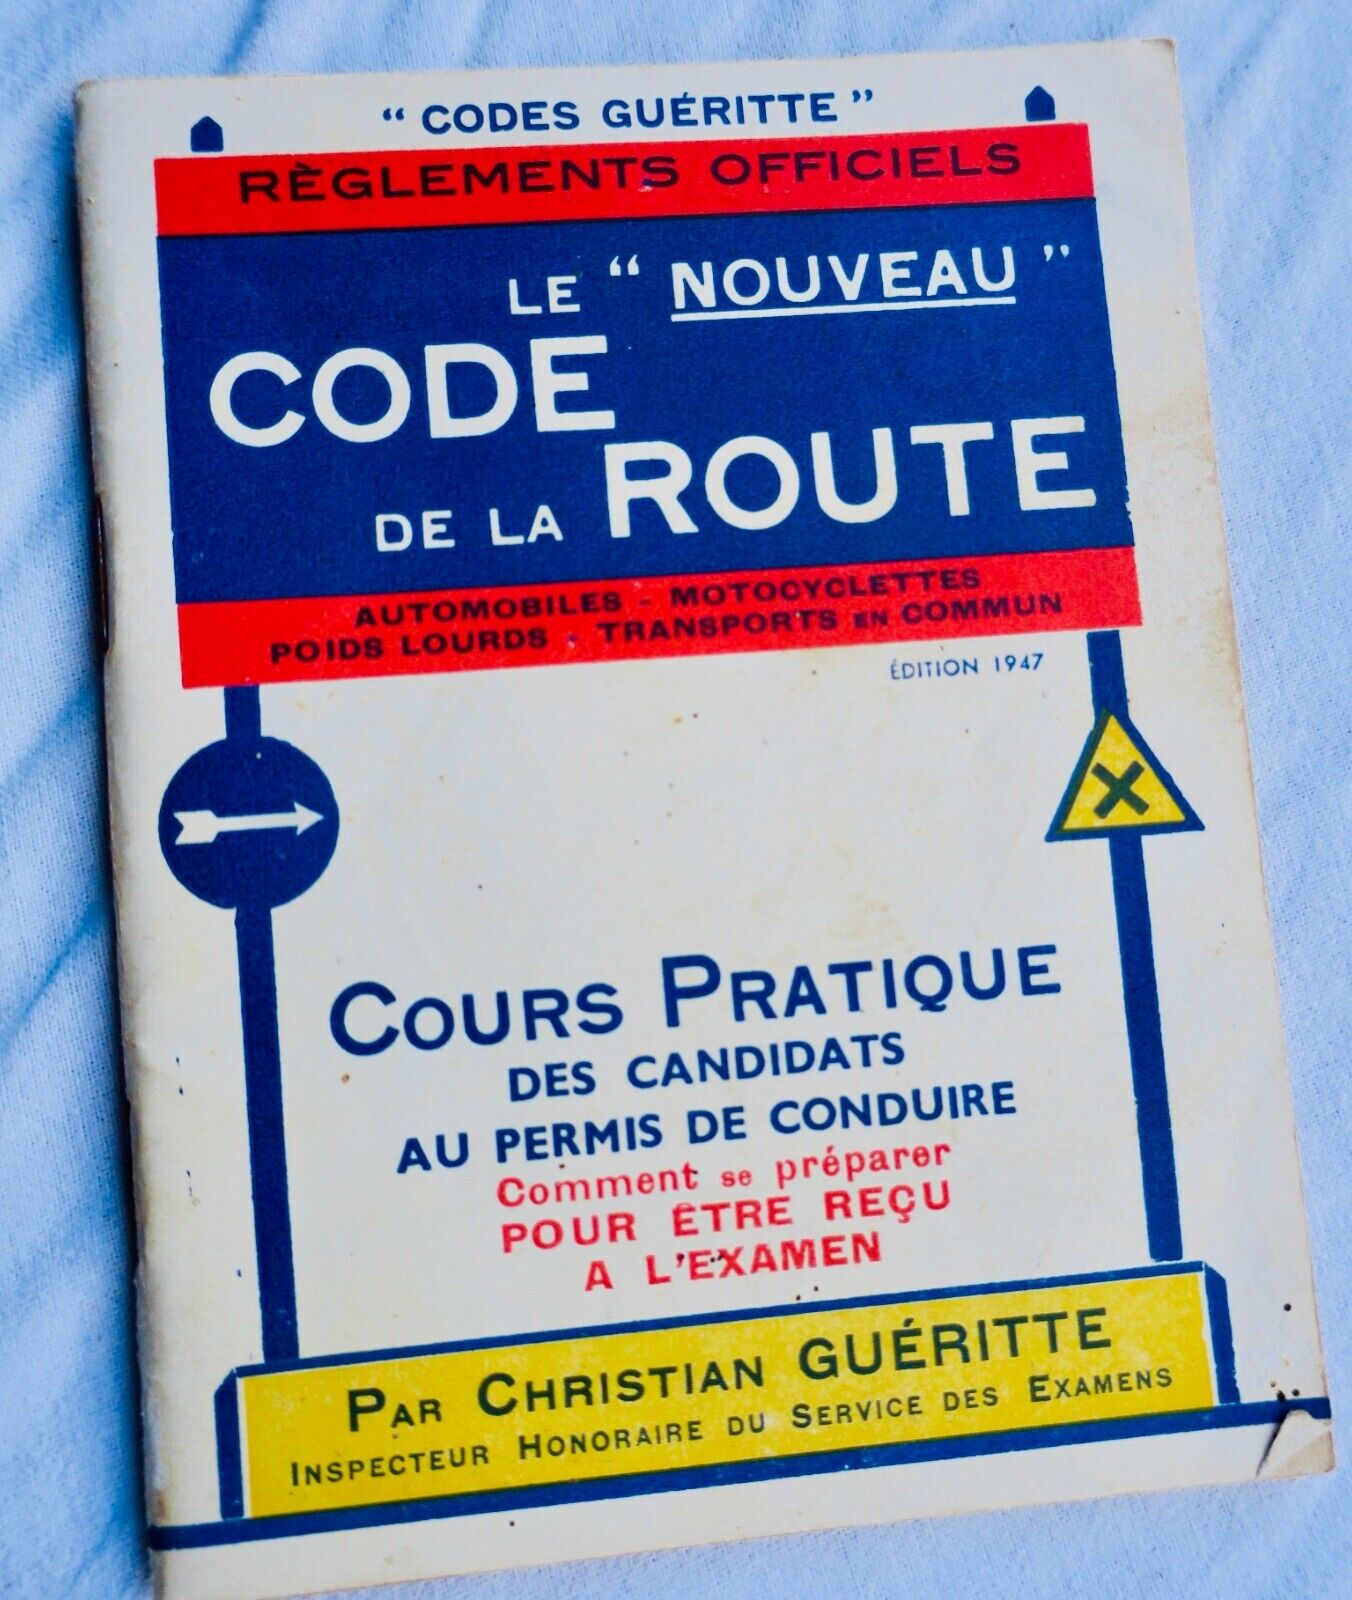 “ CODES GUÉRITTE ”
RÈGLEMENTS OFFICIELS
LE “ NOUVEAU ”
CODE
DE LA ROUTE
AUTOMOBILES - MOTOCYCLETTES
POIDS LOURDS - TRANSPORTS EN COMMUN
ÉDITION 1947
COURS PRATIQUE
DES CANDIDATS
AU PERMIS DE CONDUIRE
Comment se préparer
POUR ÊTRE REÇU
A L'EXAMEN
PAR CHRISTIAN GUÉRITTE
INSPECTEUR HONORAIRE DU SERVICE DES EXAMENS